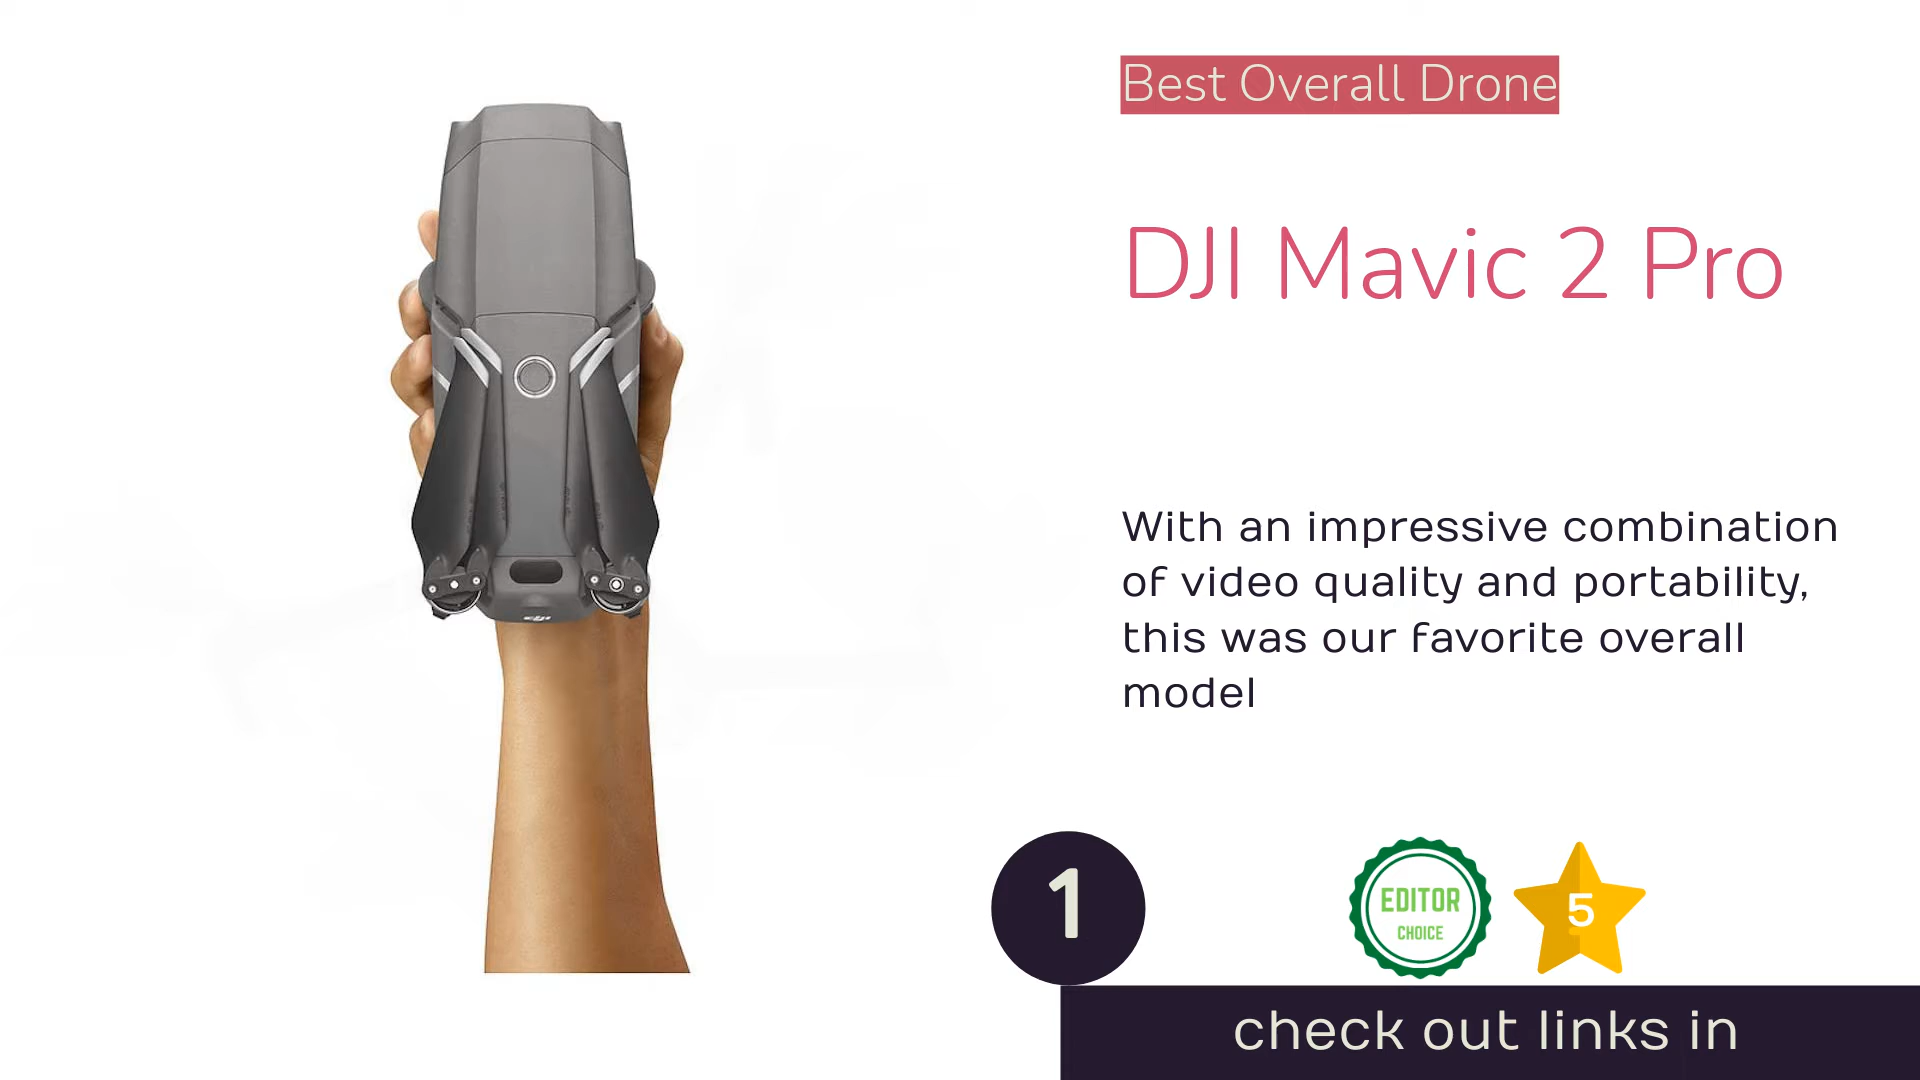 Best Overall Drone
DJI Mavic 2 Pro
With an impressive combination
of video quality and portability,
this was our favorite overall
model
1
EDITOR
CHOICE
5
check out links in
dji